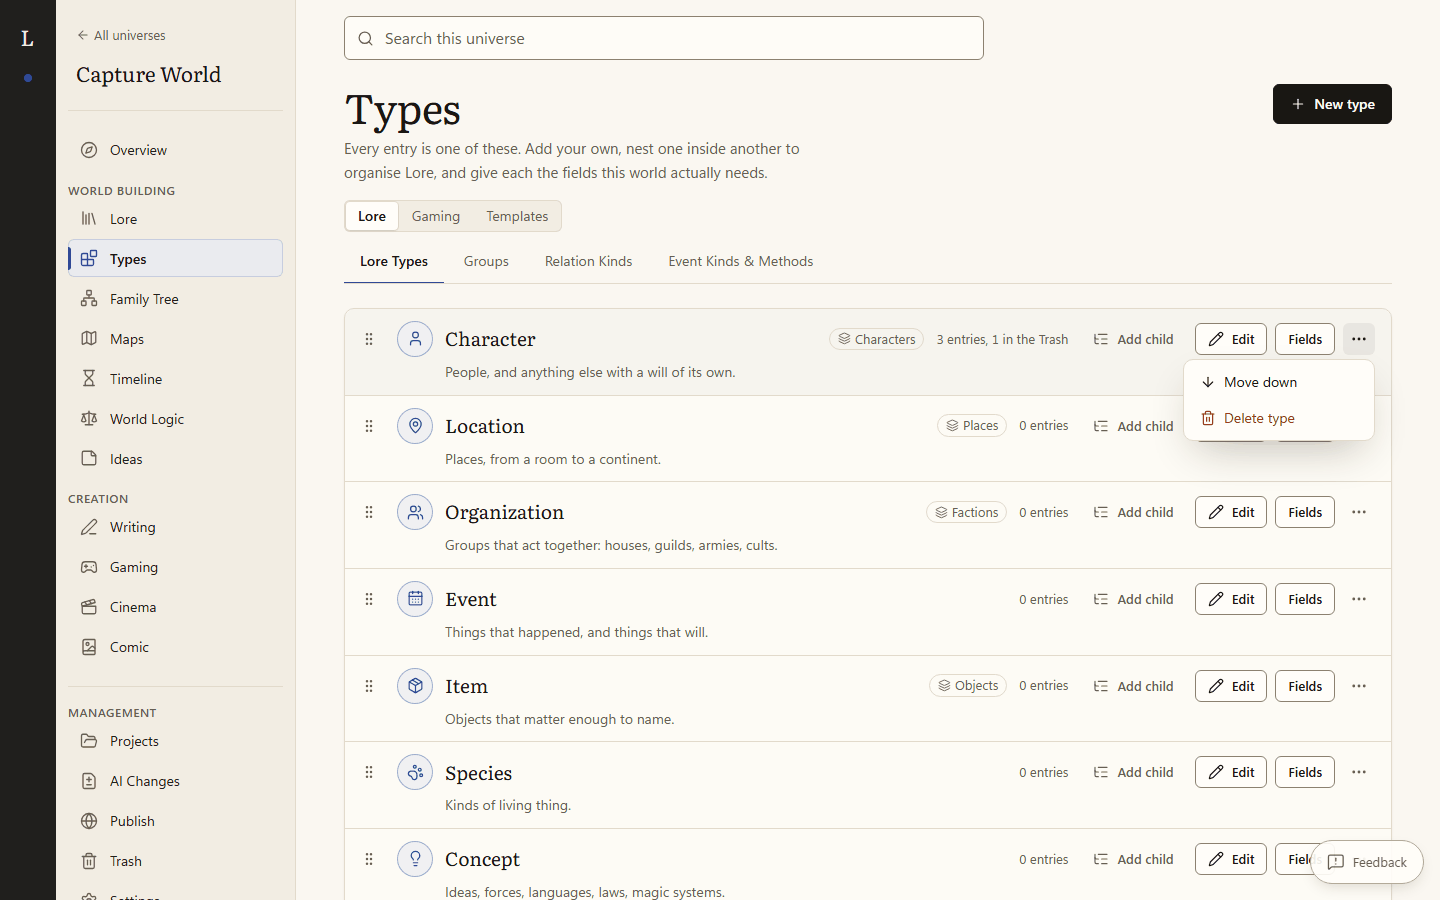 L
All universes
Capture World
Overview
WORLD BUILDING
Lore
Types
Family Tree
Maps
Timeline
World Logic
Ideas
CREATION
Writing
Gaming
Cinema
Comic
MANAGEMENT
Projects
AI Changes
Publish
Trash
Settings
Search this universe
Types
New type
Every entry is one of these. Add your own, nest one inside another to
organise Lore, and give each the fields this world actually needs.
Lore Gaming Templates
Lore Types Groups Relation Kinds Event Kinds & Methods
Character Characters 3 entries, 1 in the Trash Add child Edit Fields
People, and anything else with a will of its own.
Move down
Delete type
Location Places 0 entries Add child
Places, from a room to a continent.
Organization Factions 0 entries Add child Edit Fields
Groups that act together: houses, guilds, armies, cults.
Event 0 entries Add child Edit Fields
Things that happened, and things that will.
Item Objects 0 entries Add child Edit Fields
Objects that matter enough to name.
Species 0 entries Add child Edit Fields
Kinds of living thing.
Concept 0 entries Add child Edit
Ideas, forces, languages, laws, magic systems.
Feedback